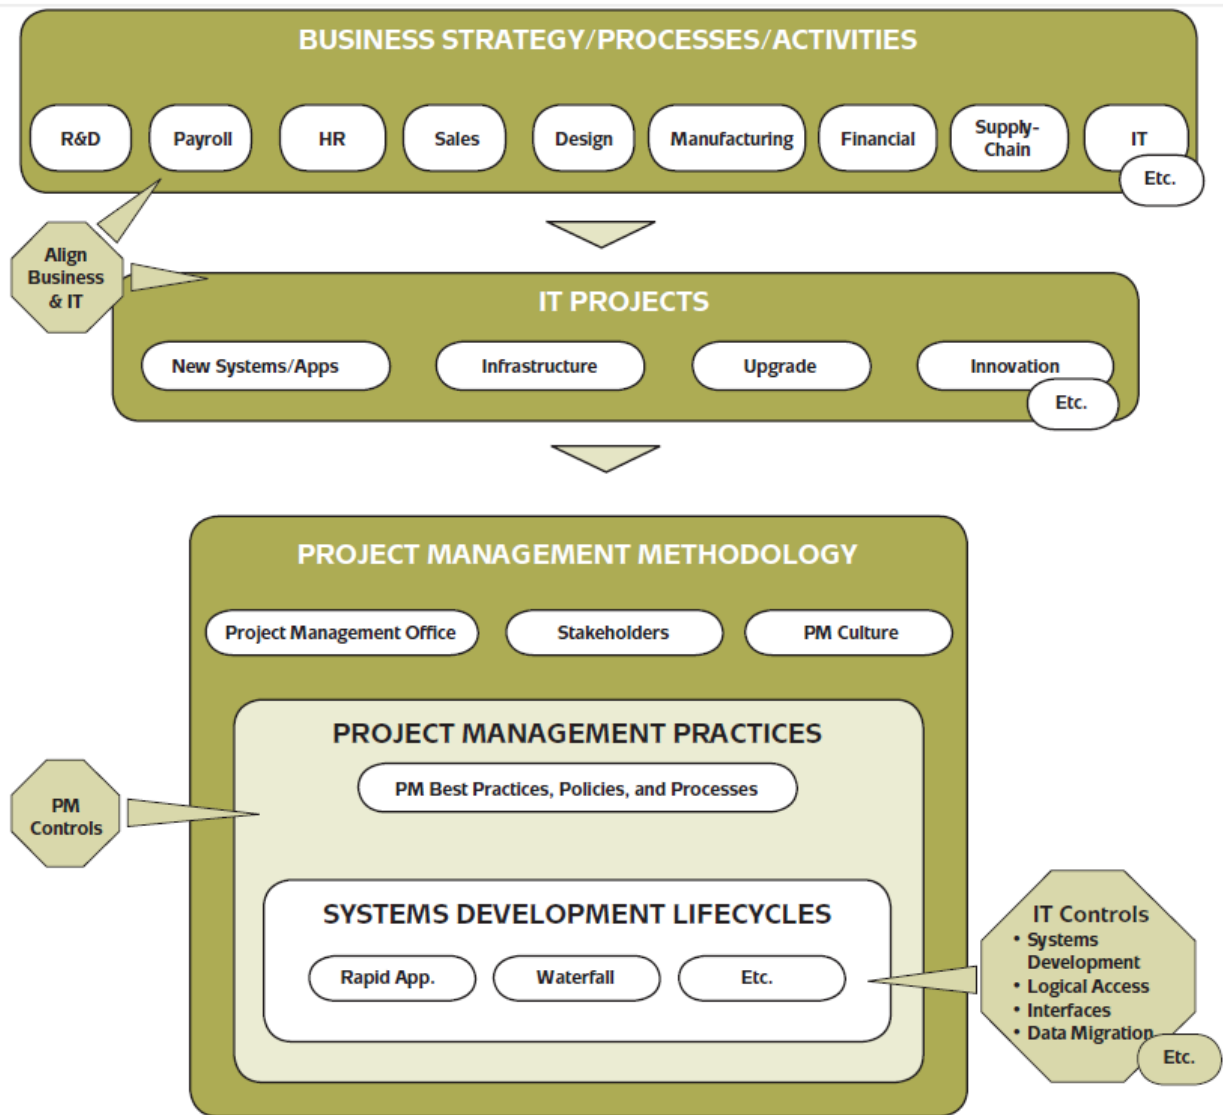 BUSINESS STRATEGY/PROCESSES/ACTIVITIES
R&D
Payroll
HR
Sales
Design
Manufacturing
Financial
Supply-
Chain
IT
Etc.
Align
Business
& IT
IT PROJECTS
New Systems/Apps
Infrastructure
Upgrade
Innovation
Etc.
PROJECT MANAGEMENT METHODOLOGY
Project Management Office
Stakeholders
PM Culture
PROJECT MANAGEMENT PRACTICES
PM Best Practices, Policies, and Processes
PM
Controls
SYSTEMS DEVELOPMENT LIFECYCLES
Rapid App.
Waterfall
Etc.
IT Controls
• Systems
Development
• Logical Access
• Interfaces
• Data Migration
Etc.